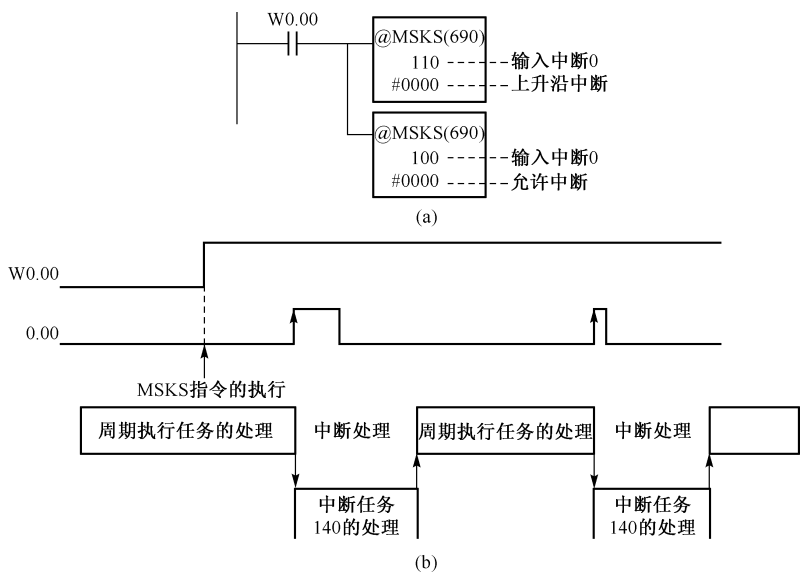 W0.00
@MSKS(690)
110 输入中断0
#0000 上升沿中断
@MSKS(690)
100 输入中断0
#0000 允许中断
(a)
W0.00
0.00
MSKS指令的执行
周期执行任务的处理 中断处理 周期执行任务的处理 中断处理
中断任务 中断任务
140的处理 140的处理
(b)